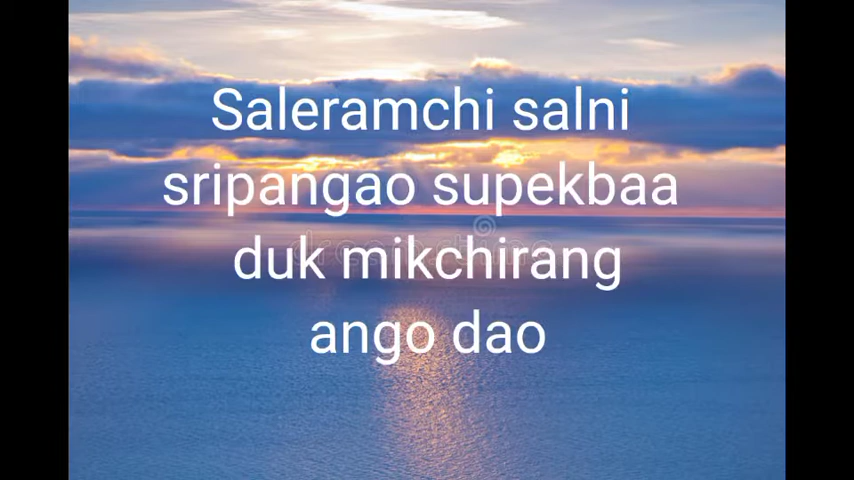 Saleramchi salni
sripangao supekbaa
duk mikchirang
ango dao